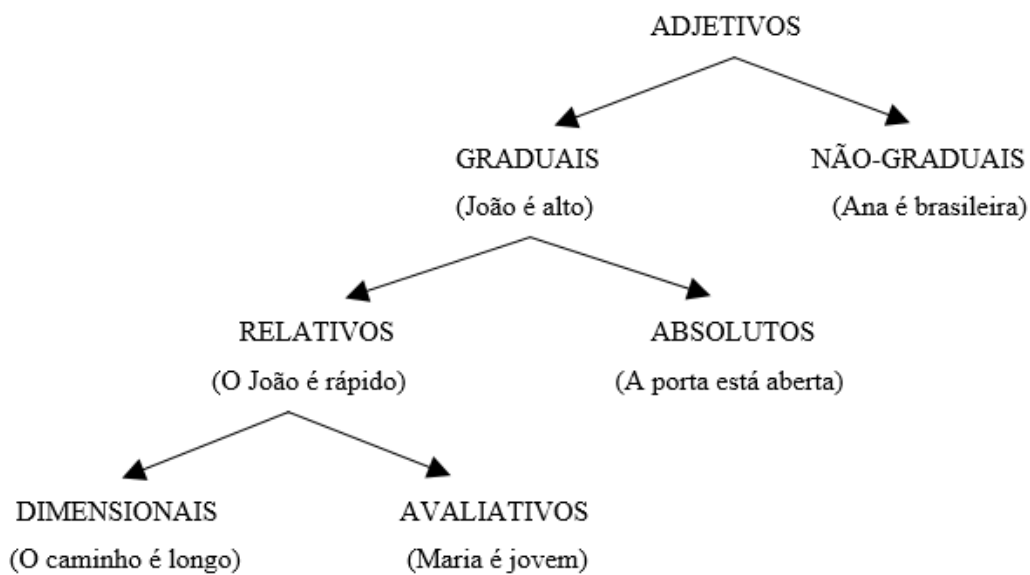 ADJETIVOS
GRADUAIS NÃO-GRADUAIS
(João é alto) (Ana é brasileira)
RELATIVOS ABSOLUTOS
(O João é rápido) (A porta está aberta)
DIMENSIONAIS AVALIATIVOS
(O caminho é longo) (Maria é jovem)